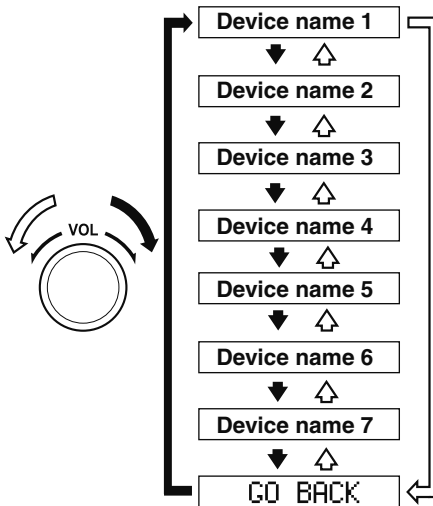 Device name 1
Device name 2
Device name 3
VOL
Device name 4
Device name 5
Device name 6
Device name 7
GO BACK